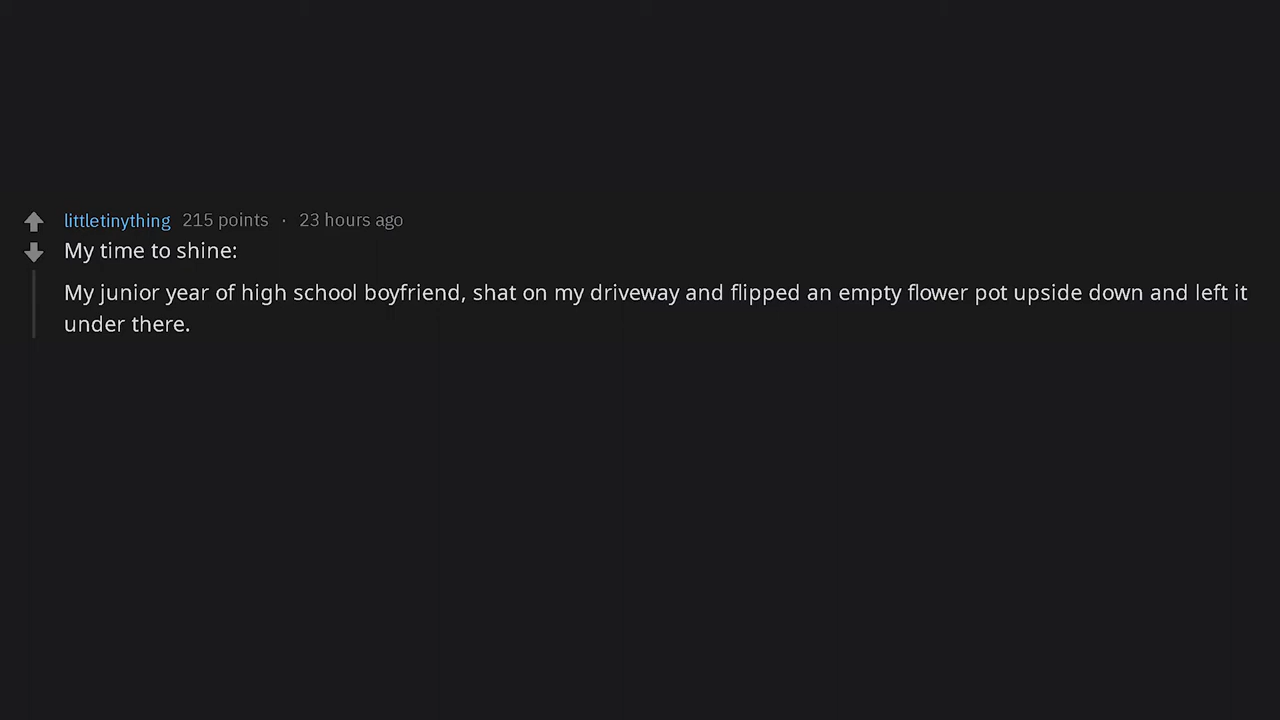 littletinything 215 points · 23 hours ago
My time to shine:
My junior year of high school boyfriend, shat on my driveway and flipped an empty flower pot upside down and left it
under there.